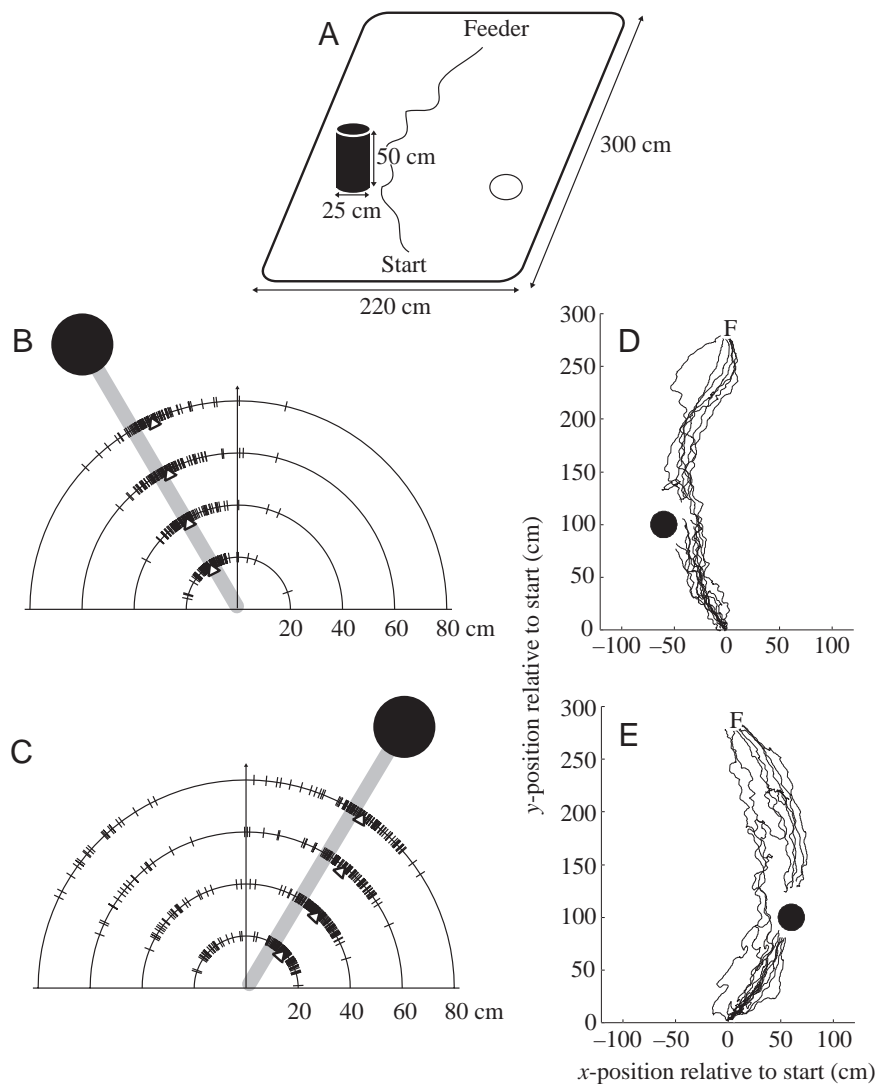 A
Feeder
50 cm
300 cm
25 cm
Start
220 cm
B
20 40 60 80 cm
C
20 40 60 80 cm
y-position relative to start (cm)
D
F
300
250
200
150
100
50
0
−100 −50 0 50 100
E
F
300
250
200
150
100
50
0
−100 −50 0 50 100
x-position relative to start (cm)